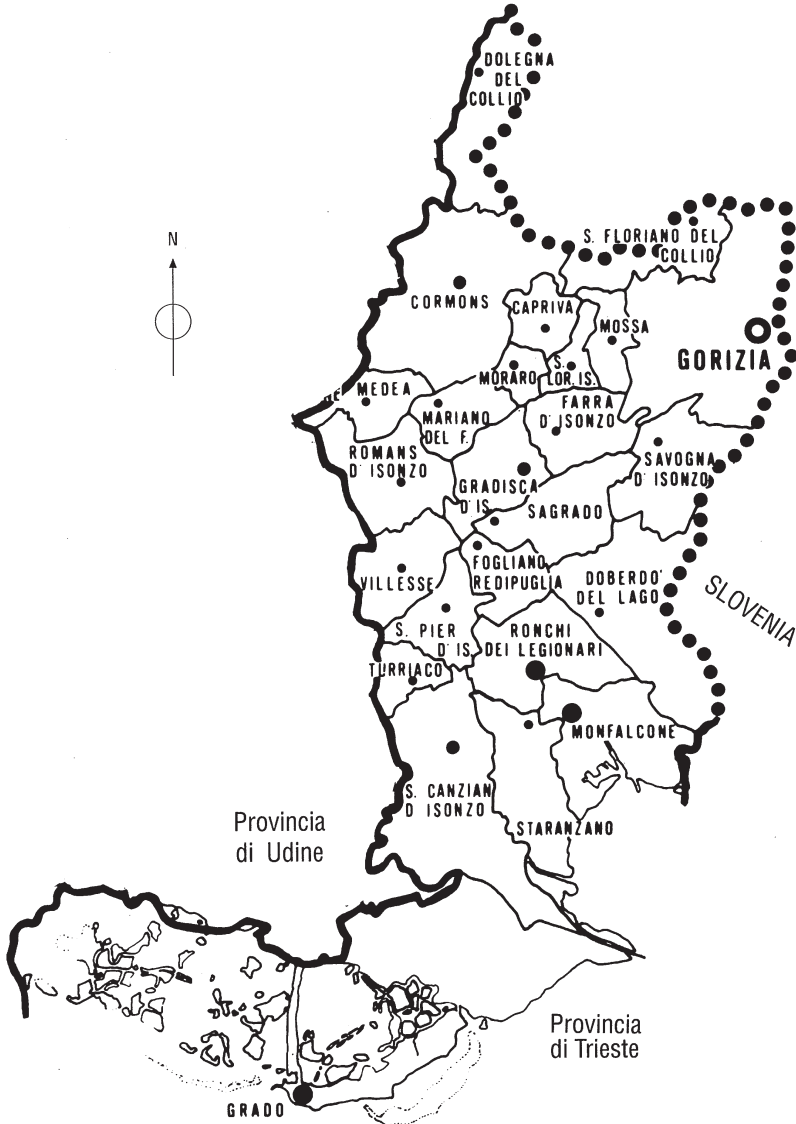 DOLEGNA
DEL
COLLIO
N
S. FLORIANO DEL
COLLIO
CORMONS
CAPRIVA
MOSSA
GORIZIA
MORARO
S.
LOR. IS.
MEDEA
MARIANO
DEL F.
FARRA
D'ISONZO
ROMANS
D'ISONZO
SAVOGNA
D'ISONZO
GRADISCA
D'IS.
SAGRADO
FOGLIANO
REDIPUGLIA
VILLESSE
DOBERDO'
DEL LAGO
SLOVENIA
S. PIER
D'IS.
RONCHI
DEI LEGIONARI
TURRIACO
MONFALCONE
S. CANZIAN
D ISONZO
STARANZANO
Provincia
di Udine
Provincia
di Trieste
GRADO